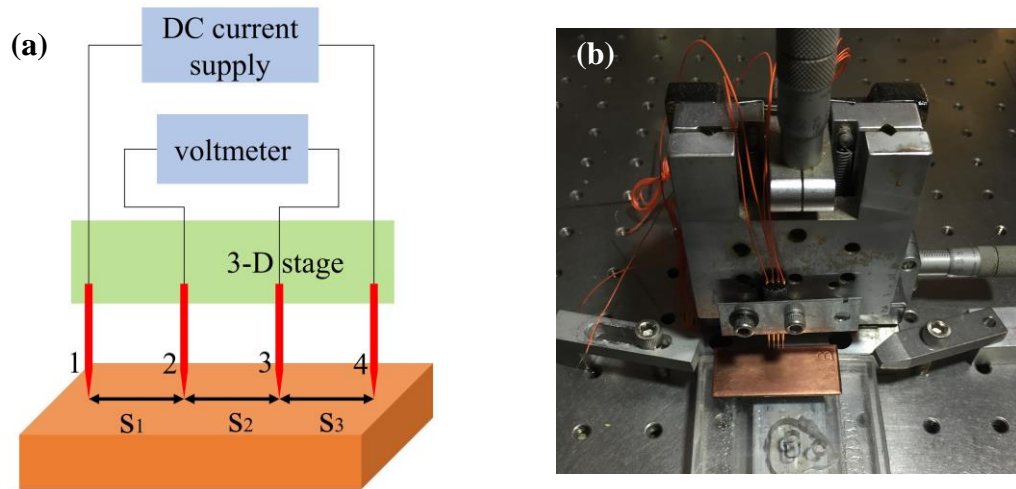 (a)
DC current
supply
voltmeter
3-D stage
1
2
3
4
S1
S2
S3
(b)